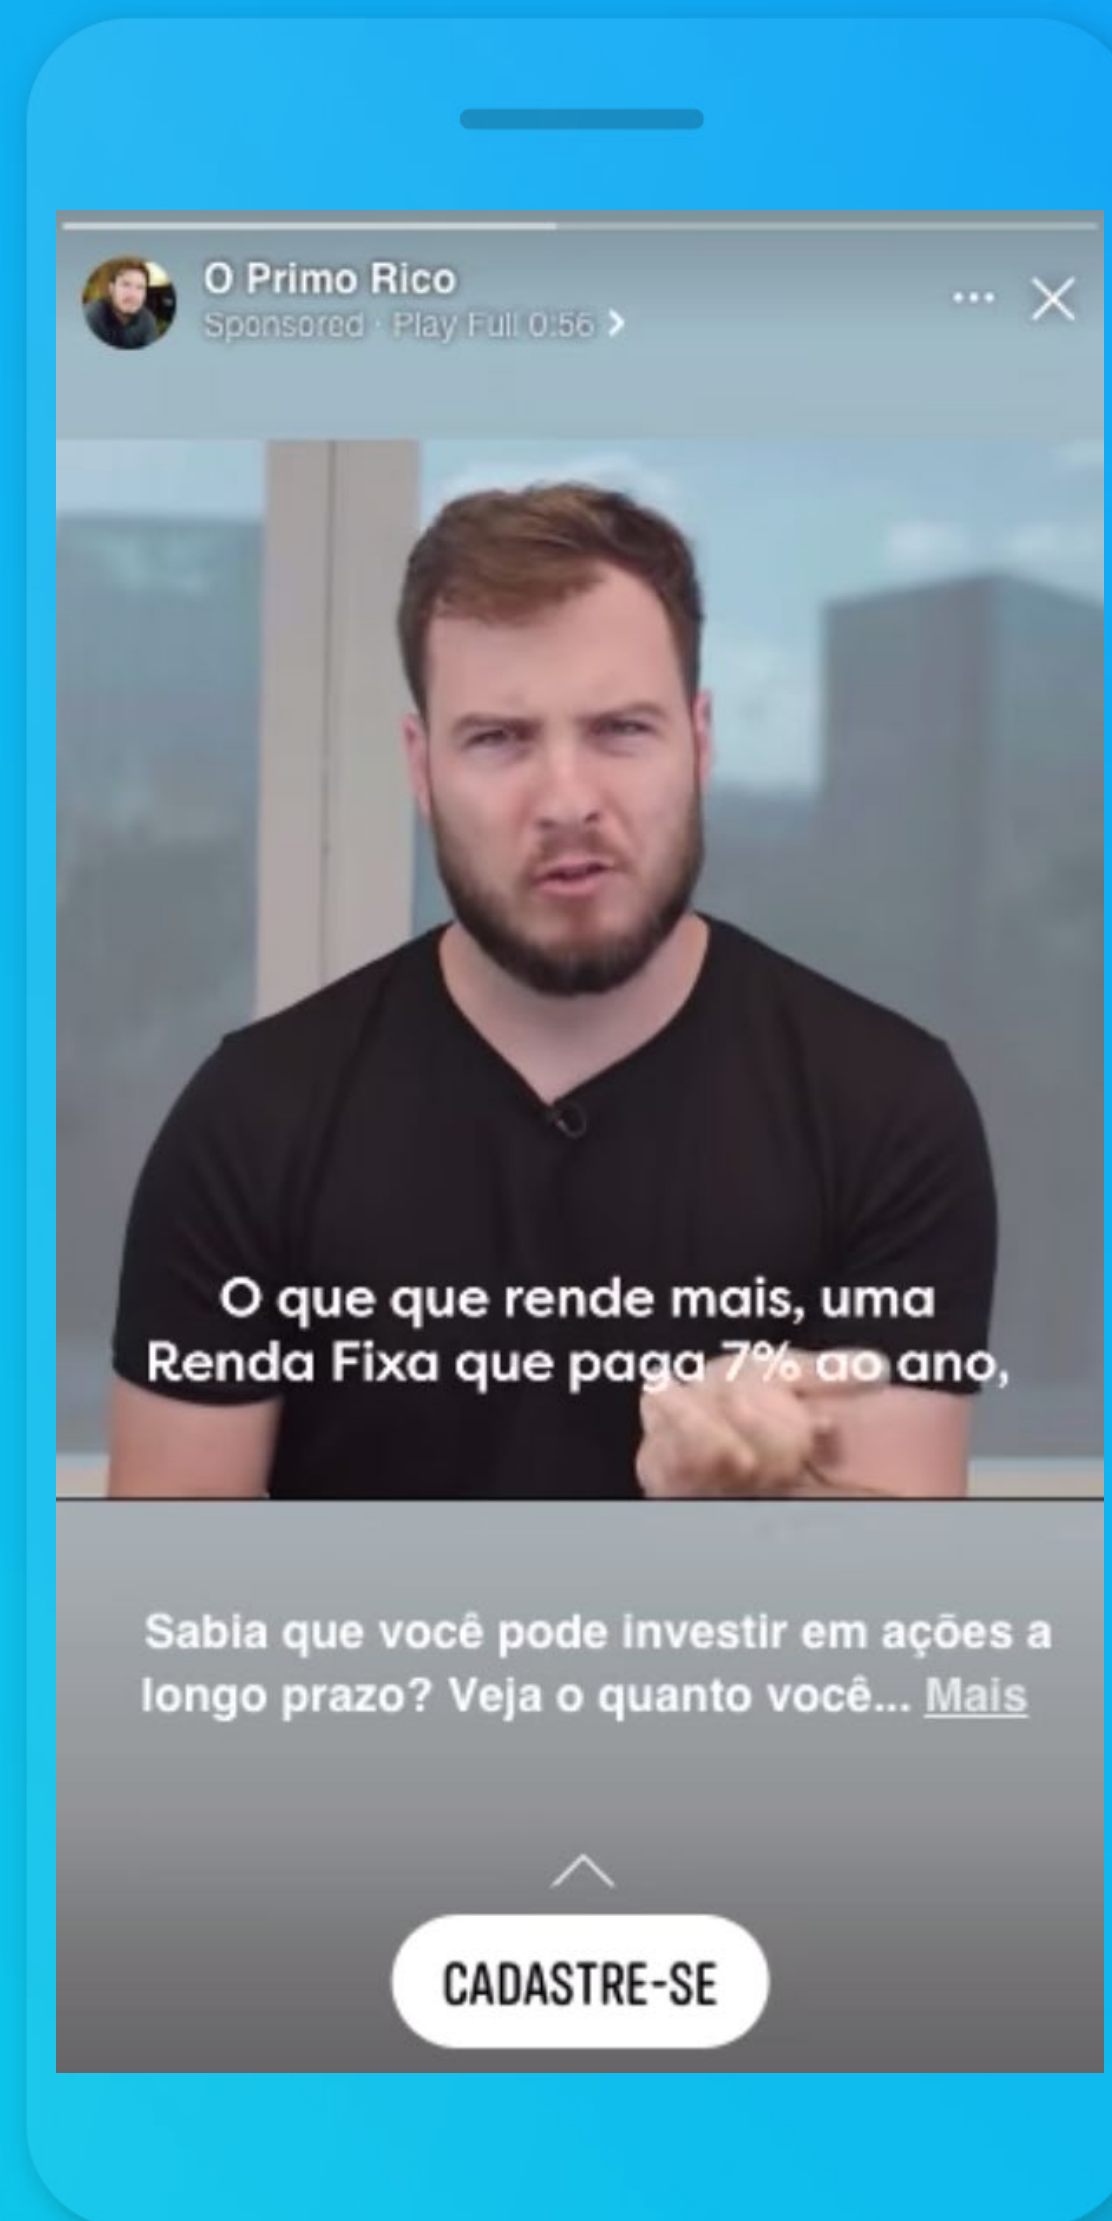 O Primo Rico
Sponsored · Play Full 0:56
O que que rende mais, uma
Renda Fixa que paga 7% ao ano,
Sabia que você pode investir em ações a
longo prazo? Veja o quanto você... Mais
CADASTRE-SE